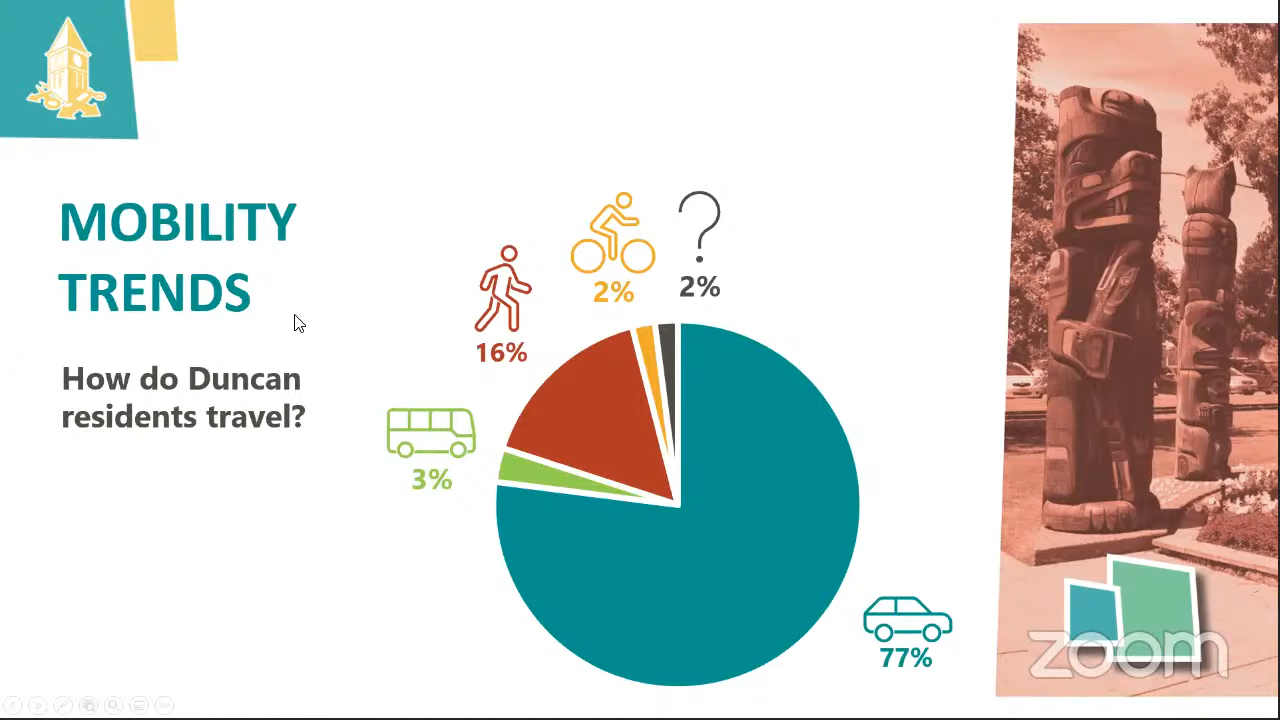 MOBILITY
TRENDS
How do Duncan
residents travel?
2%
2%
16%
3%
77%
zoom